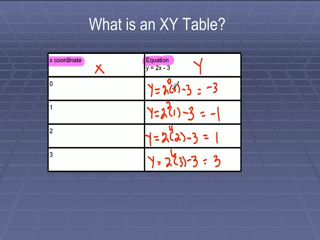 What is an XY Table?
x coordinate X
Equation Y
y = 2x - 3
0 Y=2(0)-3 = -3
1 Y=2(1)-3 = -1
2 Y=2(2)-3 = 1
3 Y=2(3)-3 = 3